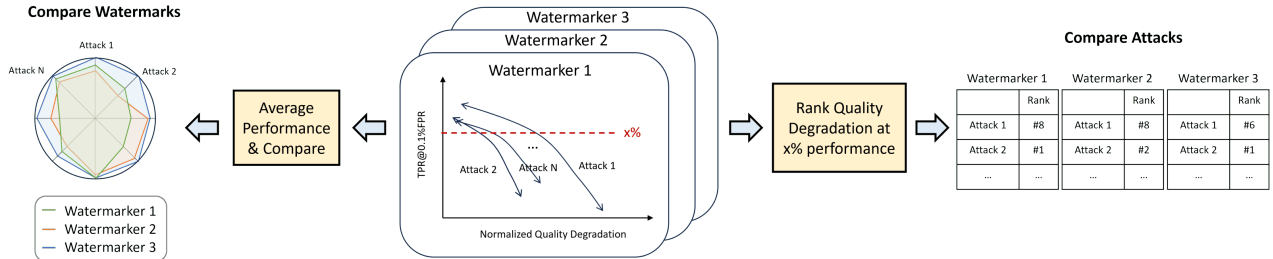 Compare Watermarks
Attack 1
Attack N
Attack 2
Watermarker 1
Watermarker 2
Watermarker 3
Average
Performance
& Compare
Watermarker 3
Watermarker 2
Watermarker 1
TPR@0.1%FPR
x%
...
Attack 2
Attack N
Attack 1
Normalized Quality Degradation
Rank Quality
Degradation at
x% performance
Compare Attacks
Watermarker 1
Watermarker 2
Watermarker 3
Rank
Rank
Rank
Attack 1 #8
Attack 1 #8
Attack 1 #6
Attack 2 #1
Attack 2 #2
Attack 2 #1
... ...
... ...
... ...